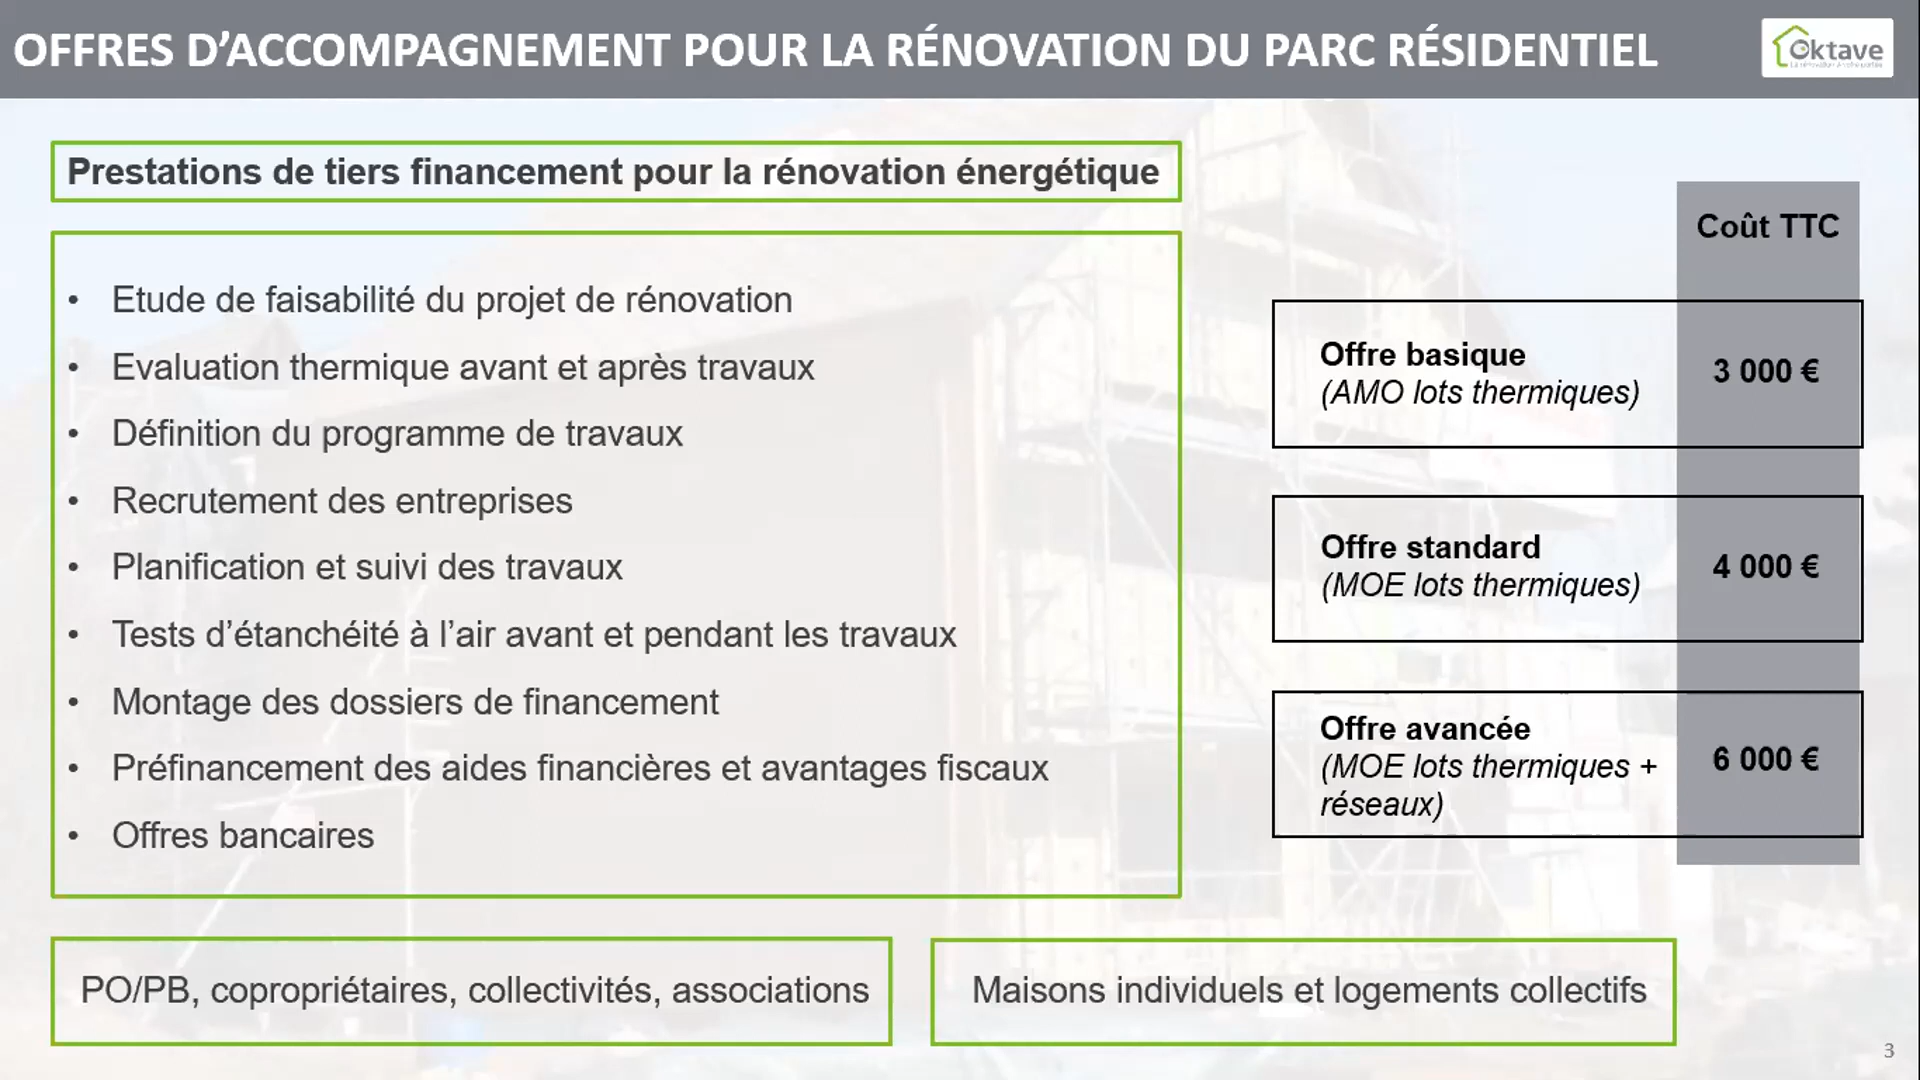 OFFRES D’ACCOMPAGNEMENT POUR LA RÉNOVATION DU PARC RÉSIDENTIEL
Oktave
Prestations de tiers financement pour la rénovation énergétique
• Etude de faisabilité du projet de rénovation
• Evaluation thermique avant et après travaux
• Définition du programme de travaux
• Recrutement des entreprises
• Planification et suivi des travaux
• Tests d’étanchéité à l’air avant et pendant les travaux
• Montage des dossiers de financement
• Préfinancement des aides financières et avantages fiscaux
• Offres bancaires
Coût TTC
Offre basique
(AMO lots thermiques)
3 000 €
Offre standard
(MOE lots thermiques)
4 000 €
Offre avancée
(MOE lots thermiques +
réseaux)
6 000 €
PO/PB, copropriétaires, collectivités, associations
Maisons individuels et logements collectifs
3